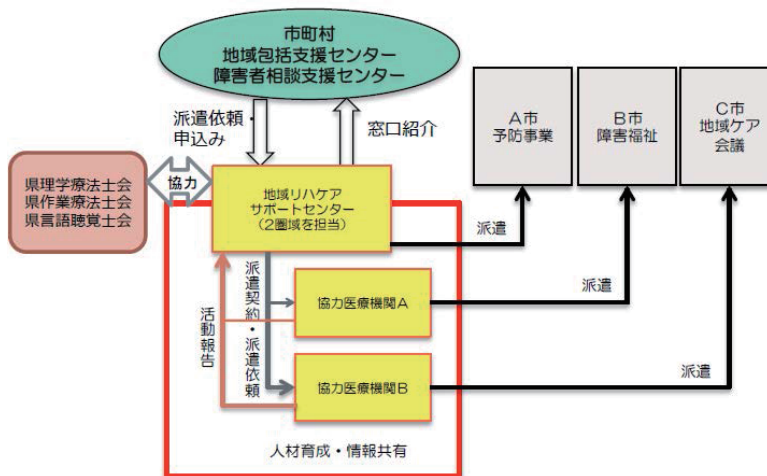 市町村
地域包括支援センター
障害者相談支援センター
派遣依頼・
申込み
窓口紹介
A市
予防事業
B市
障害福祉
C市
地域ケア
会議
県理学療法士会
県作業療法士会
県言語聴覚士会
協力
地域リハケア
サポートセンター
(2圏域を担当)
派遣
派遣契約・派遣依頼
活動報告
協力医療機関A
派遣
協力医療機関B
派遣
人材育成・情報共有